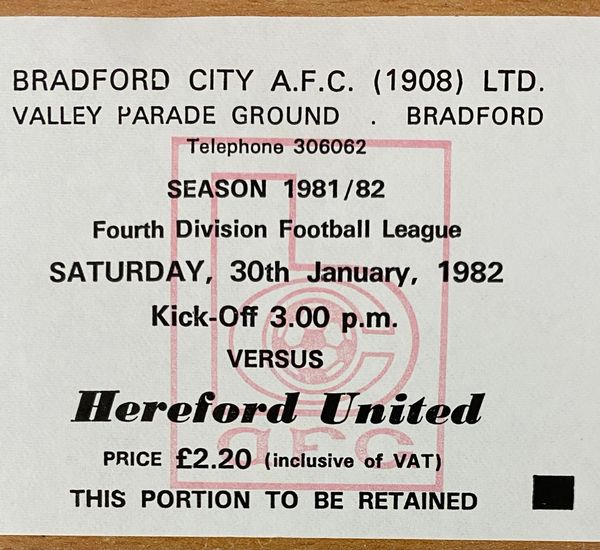 BRADFORD CITY A.F.C. (1908) LTD.
VALLEY PARADE GROUND . BRADFORD
Telephone 306062
SEASON 1981/82
Fourth Division Football League
SATURDAY, 30th January, 1982
Kick-Off 3.00 p.m.
VERSUS
Hereford United
AFC
PRICE £2.20 (inclusive of VAT)
THIS PORTION TO BE RETAINED